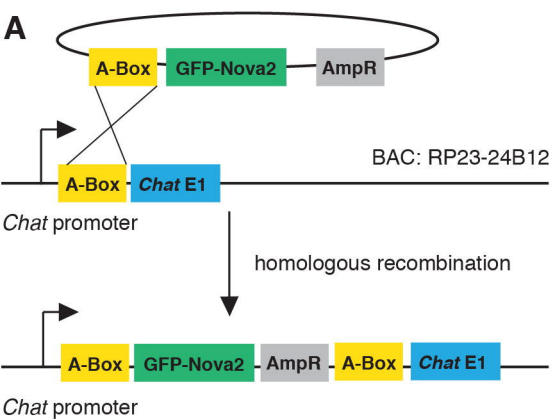 A
A-Box GFP-Nova2 AmpR
BAC: RP23-24B12
A-Box Chat E1
Chat promoter
homologous recombination
A-Box GFP-Nova2 AmpR A-Box Chat E1
Chat promoter